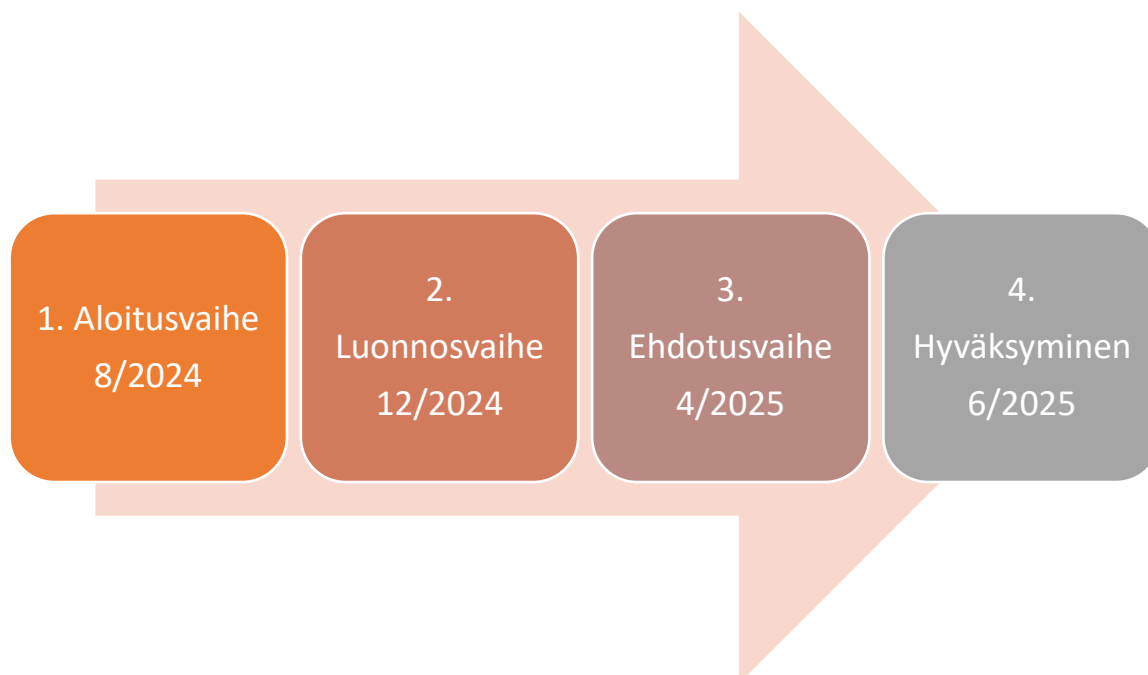 1. Aloitusvaihe
8/2024
2.
Luonnosvaihe
12/2024
3.
Ehdotusvaihe
4/2025
4.
Hyväksyminen
6/2025